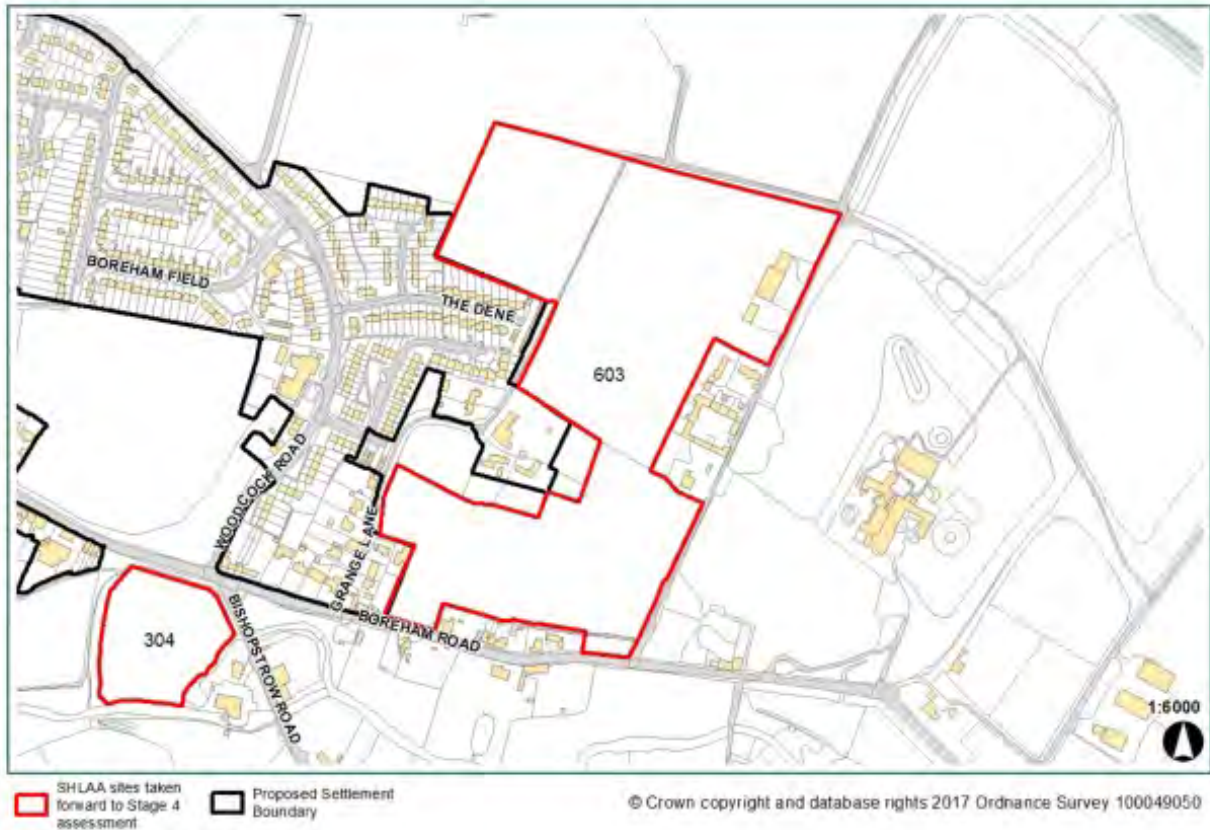 BOREHAM FIELD
THE DENE
603
WOODCOCK ROAD
GRANGE LANE
BOREHAM ROAD
304
BISHOPSTROW ROAD
1:6000
SHLAA sites taken
forward to Stage 4
assessment
Proposed Settlement
Boundary
© Crown copyright and database rights 2017 Ordnance Survey 100049050